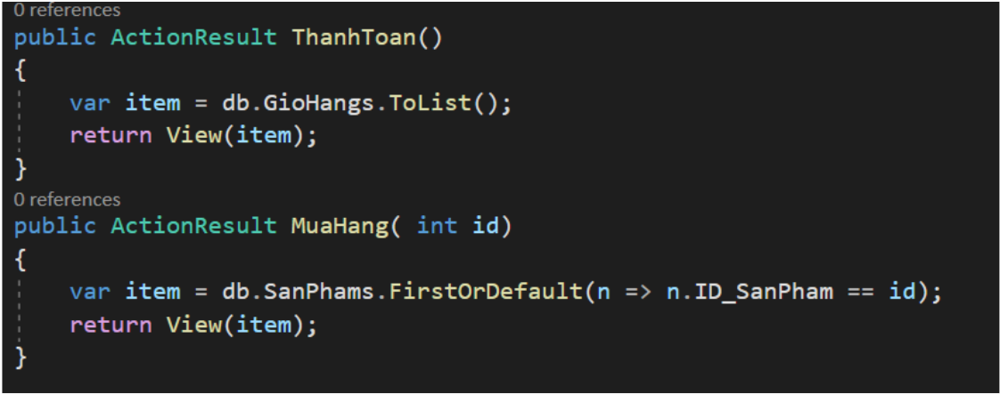 0 references
public ActionResult ThanhToan()
{
    var item = db.GioHangs.ToList();
    return View(item);
}
0 references
public ActionResult MuaHang( int id)
{
    var item = db.SanPhams.FirstOrDefault(n => n.ID_SanPham == id);
    return View(item);
}